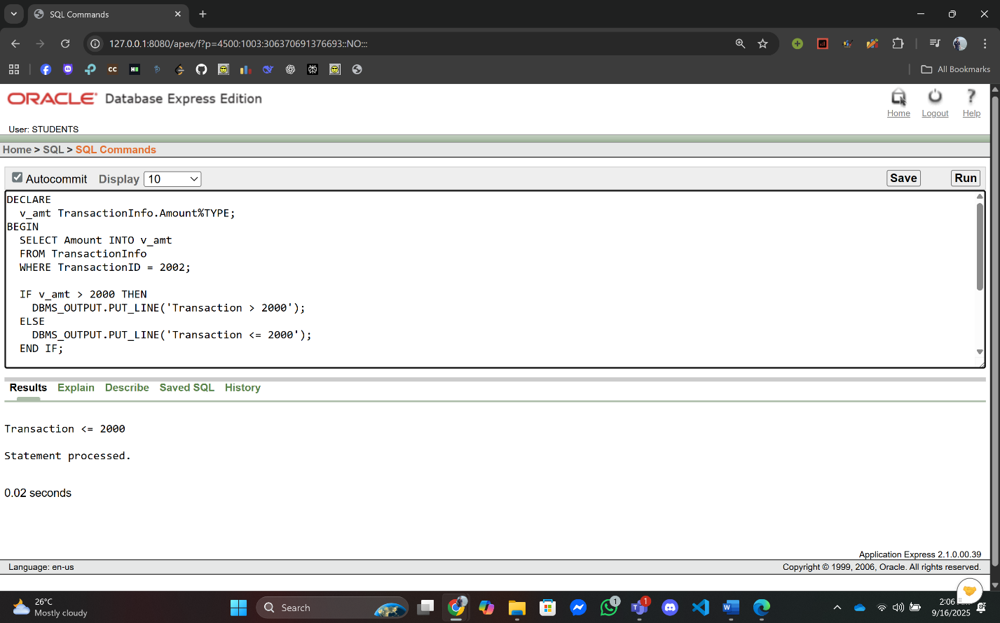 SQL Commands
127.0.0.1:8080/apex/f?p=4500:1003:306370691376693::NO:::
All Bookmarks
ORACLE Database Express Edition
Home Logout Help
User: STUDENTS
Home > SQL > SQL Commands
Autocommit Display 10 Save Run
DECLARE
v_amt TransactionInfo.Amount%TYPE;
BEGIN
SELECT Amount INTO v_amt
FROM TransactionInfo
WHERE TransactionID = 2002;
IF v_amt > 2000 THEN
DBMS_OUTPUT.PUT_LINE('Transaction > 2000');
ELSE
DBMS_OUTPUT.PUT_LINE('Transaction <= 2000');
END IF;
Results Explain Describe Saved SQL History
Transaction <= 2000
Statement processed.
0.02 seconds
Application Express 2.1.0.00.39
Language: en-us Copyright © 1999, 2006, Oracle. All rights reserved.
26°C
Mostly cloudy
Search
1
1
2:06
9/16/2025